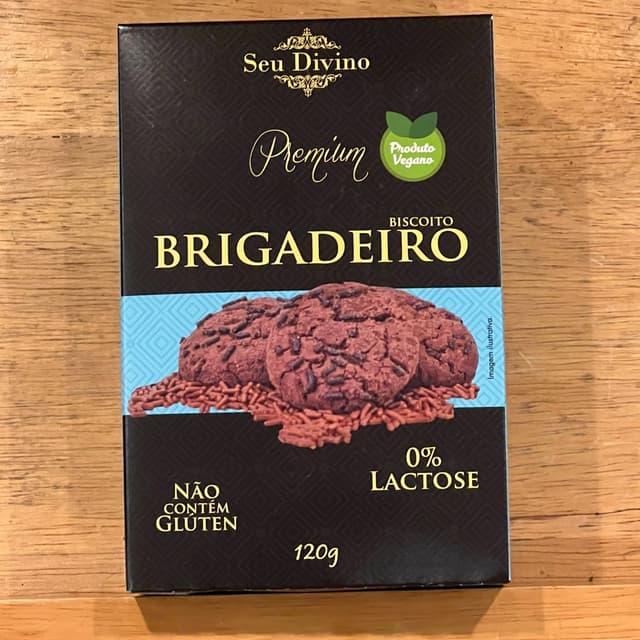 Seu Divino
Premium
Produto
Vegano
BISCOITO
BRIGADEIRO
Imagem ilustrativa.
0%
LACTOSE
NÃO
CONTÉM
GLÚTEN
120g